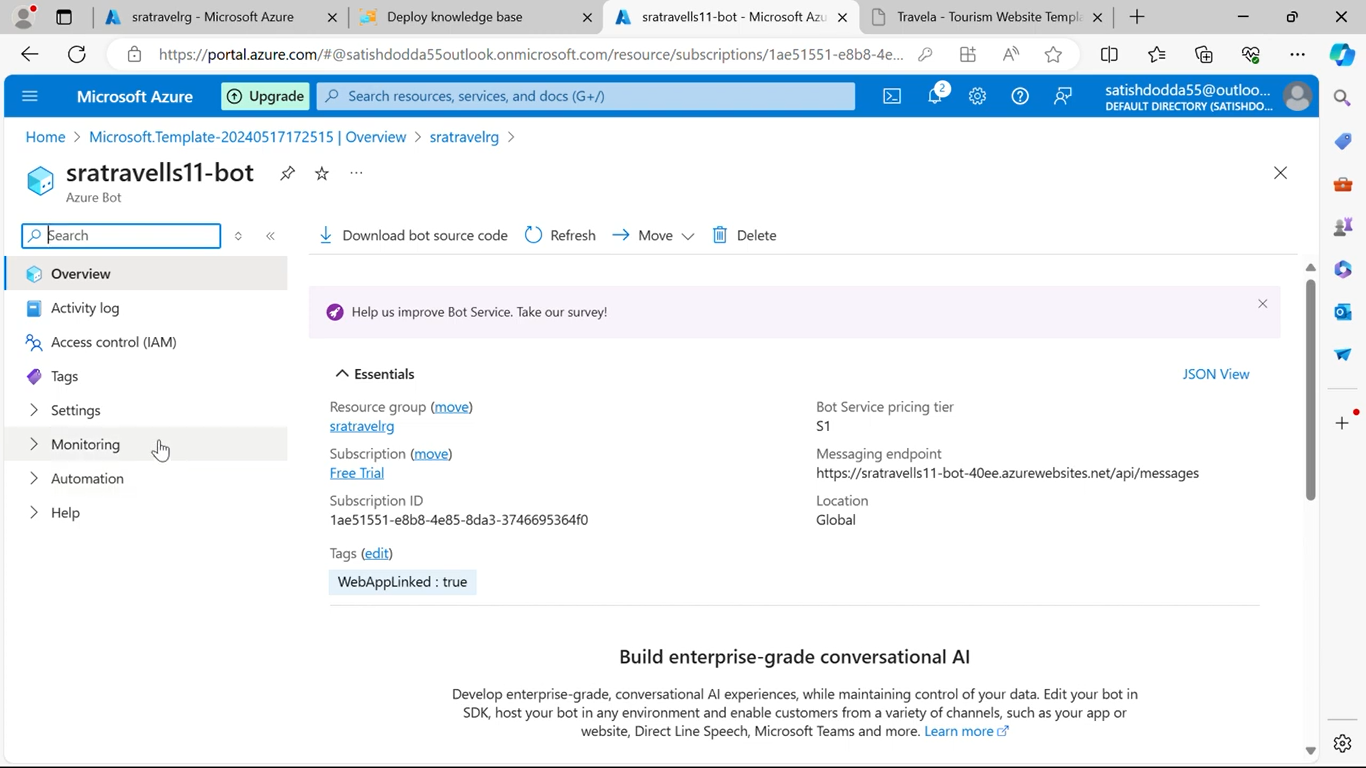 sratravelrg - Microsoft Azure
Deploy knowledge base
sratravells11-bot - Microsoft Azu
Travela - Tourism Website Templa
https://portal.azure.com/#@satishdodda55outlook.onmicrosoft.com/resource/subscriptions/1ae51551-e8b8-4e...
Microsoft Azure
Upgrade
Search resources, services, and docs (G+/)
2
satishdodda55@outloo...
DEFAULT DIRECTORY (SATISHDO...
Home > Microsoft.Template-20240517172515 | Overview > sratravelrg >
sratravells11-bot
Azure Bot
Search
Download bot source code
Refresh
Move
Delete
Overview
Activity log
Access control (IAM)
Tags
Settings
Monitoring
Automation
Help
Help us improve Bot Service. Take our survey!
Essentials
JSON View
Resource group (move)
sratravelrg
Subscription (move)
Free Trial
Subscription ID
1ae51551-e8b8-4e85-8da3-3746695364f0
Bot Service pricing tier
S1
Messaging endpoint
https://sratravells11-bot-40ee.azurewebsites.net/api/messages
Location
Global
Tags (edit)
WebAppLinked : true
Build enterprise-grade conversational AI
Develop enterprise-grade, conversational AI experiences, while maintaining control of your data. Edit your bot in
SDK, host your bot in any environment and enable customers from a variety of channels, such as your app or
website, Direct Line Speech, Microsoft Teams and more. Learn more